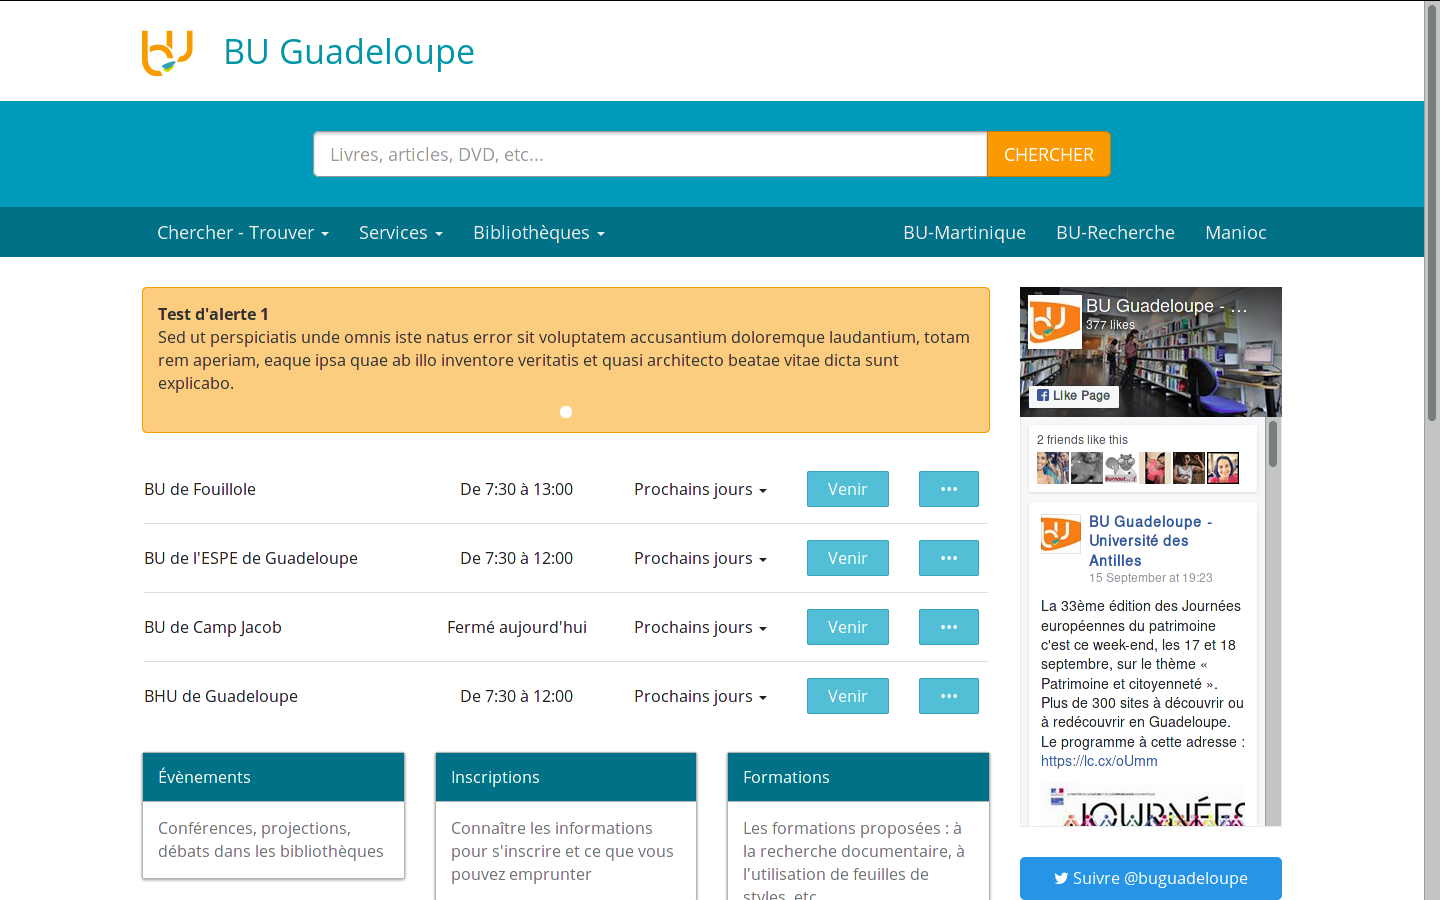 BU Guadeloupe
Livres, articles, DVD, etc...
CHERCHER
Chercher - Trouver
Services
Bibliothèques
BU-Martinique
BU-Recherche
Manioc
Test d'alerte 1
Sed ut perspiciatis unde omnis iste natus error sit voluptatem accusantium doloremque laudantium, totam
rem aperiam, eaque ipsa quae ab illo inventore veritatis et quasi architecto beatae vitae dicta sunt
explicabo.
BU de Fouillole De 7:30 à 13:00 Prochains jours Venir •••
BU de l'ESPE de Guadeloupe De 7:30 à 12:00 Prochains jours Venir •••
BU de Camp Jacob Fermé aujourd'hui Prochains jours Venir •••
BHU de Guadeloupe De 7:30 à 12:00 Prochains jours Venir •••
Évènements
Conférences, projections,
débats dans les bibliothèques
Inscriptions
Connaître les informations
pour s'inscrire et ce que vous
pouvez emprunter
Formations
Les formations proposées : à
la recherche documentaire, à
l'utilisation de feuilles de
styles, etc.
BU Guadeloupe - ...
377 likes
Like Page
2 friends like this
BU Guadeloupe -
Université des
Antilles
15 September at 19:23
La 33ème édition des Journées
européennes du patrimoine
c'est ce week-end, les 17 et 18
septembre, sur le thème «
Patrimoine et citoyenneté ».
Plus de 300 sites à découvrir ou
à redécouvrir en Guadeloupe.
Le programme à cette adresse :
https://lc.cx/oUmm
JOURNÉES
Suivre @buguadeloupe